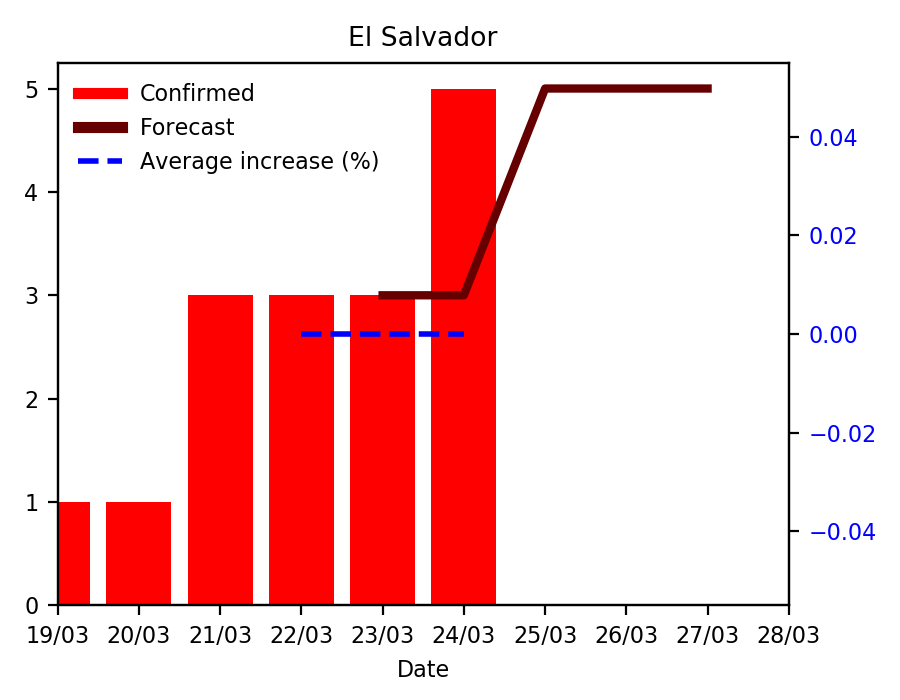 El Salvador
Confirmed
Forecast
Average increase (%)
5
4
3
2
1
0
0.04
0.02
0.00
−0.02
−0.04
19/03 20/03 21/03 22/03 23/03 24/03 25/03 26/03 27/03 28/03
Date